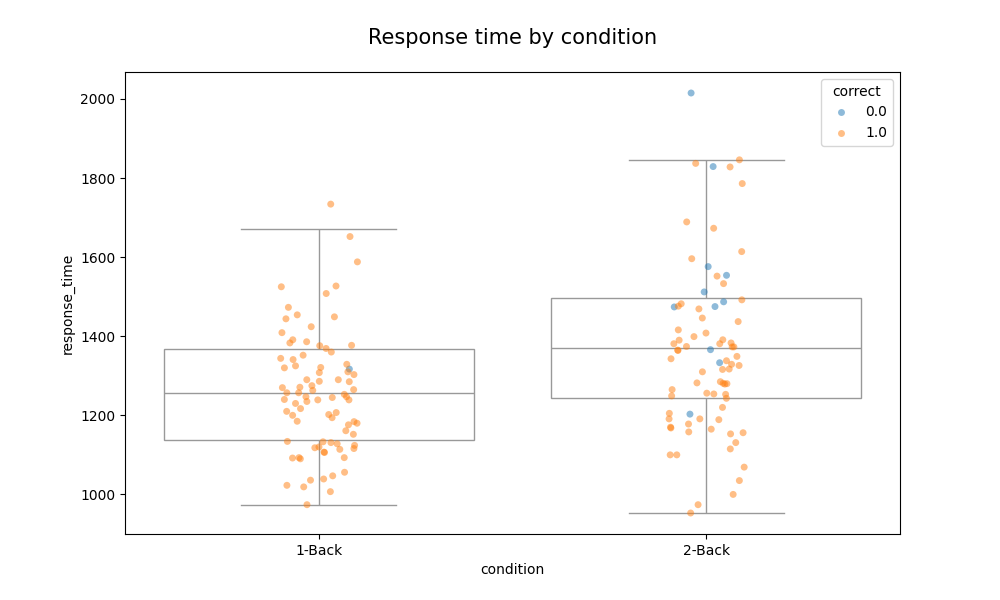 Response time by condition
correct
0.0
1.0
response_time
2000
1800
1600
1400
1200
1000
1-Back
2-Back
condition